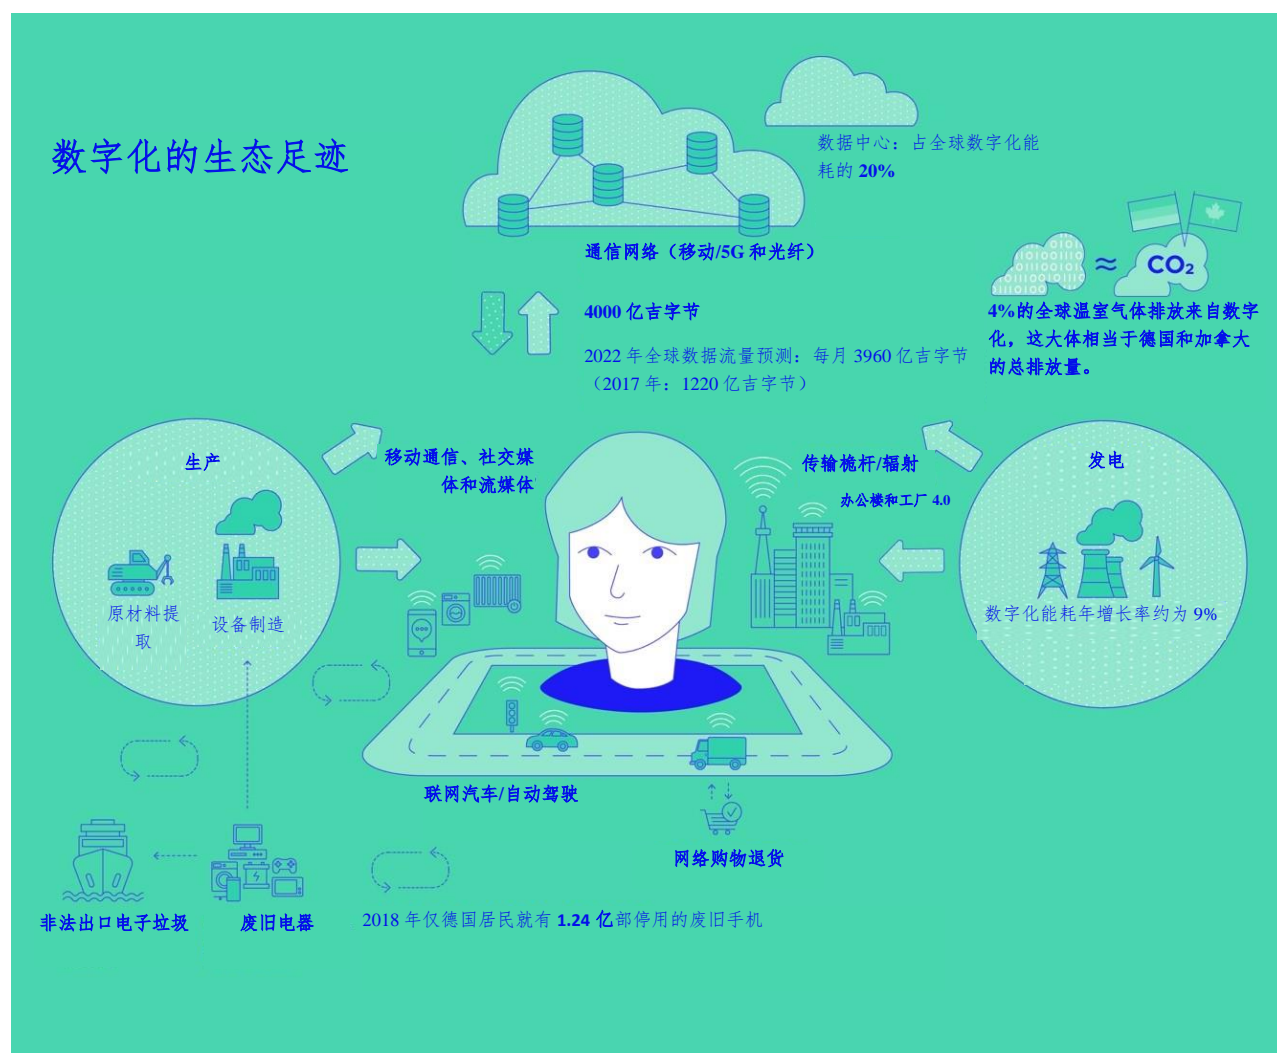 数字化的生态足迹
数据中心：占全球数字化能
耗的 20%
通信网络（移动/5G 和光纤）
CO₂
4%的全球温室气体排放来自数字
化，这大体相当于德国和加拿大
的总排放量。
4000 亿吉字节
2022 年全球数据流量预测：每月 3960 亿吉字节
（2017 年：1220 亿吉字节）
生产
原材料提
取
设备制造
移动通信、社交媒
体和流媒体
传输桅杆/辐射
办公楼和工厂 4.0
发电
数字化能耗年增长率约为 9%
联网汽车/自动驾驶
网络购物退货
非法出口电子垃圾
废旧电器
2018 年仅德国居民就有 1.24 亿部停用的废旧手机